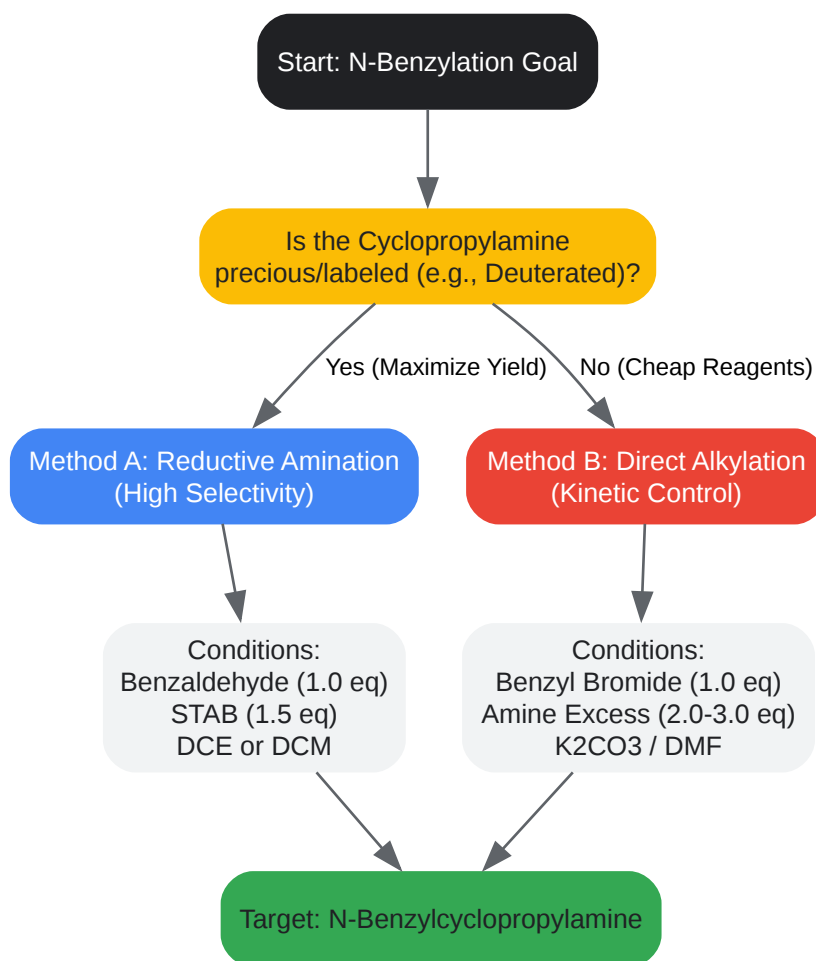 Start: N-Benzylation Goal
Is the Cyclopropylamine
precious/labeled (e.g., Deuterated)?
Yes (Maximize Yield)
No (Cheap Reagents)
Method A: Reductive Amination
(High Selectivity)
Method B: Direct Alkylation
(Kinetic Control)
Conditions:
Benzaldehyde (1.0 eq)
STAB (1.5 eq)
DCE or DCM
Conditions:
Benzyl Bromide (1.0 eq)
Amine Excess (2.0-3.0 eq)
K2CO3 / DMF
Target: N-Benzylcyclopropylamine